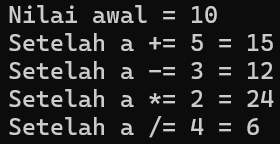 Nilai awal = 10
Setelah a += 5 = 15
Setelah a -= 3 = 12
Setelah a *= 2 = 24
Setelah a /= 4 = 6